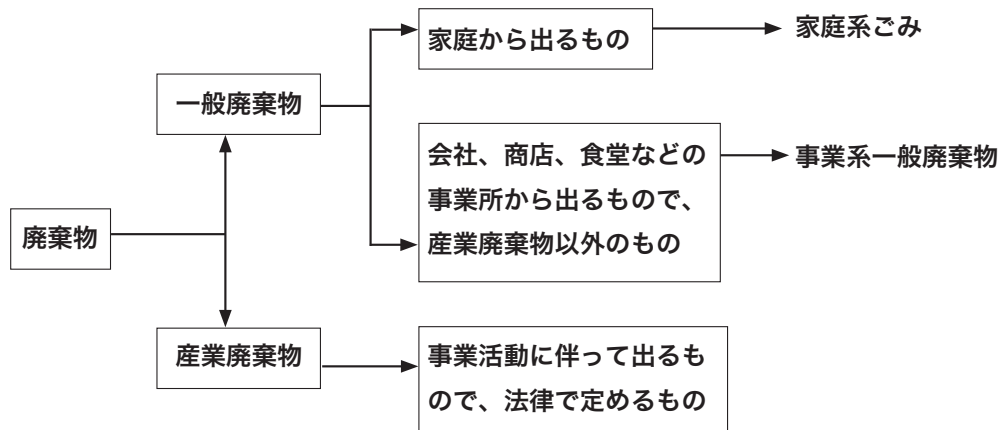 廃棄物
一般廃棄物
家庭から出るもの
家庭系ごみ
会社、商店、食堂などの
事業所から出るもので、
産業廃棄物以外のもの
事業系一般廃棄物
産業廃棄物
事業活動に伴って出るも
ので、法律で定めるもの